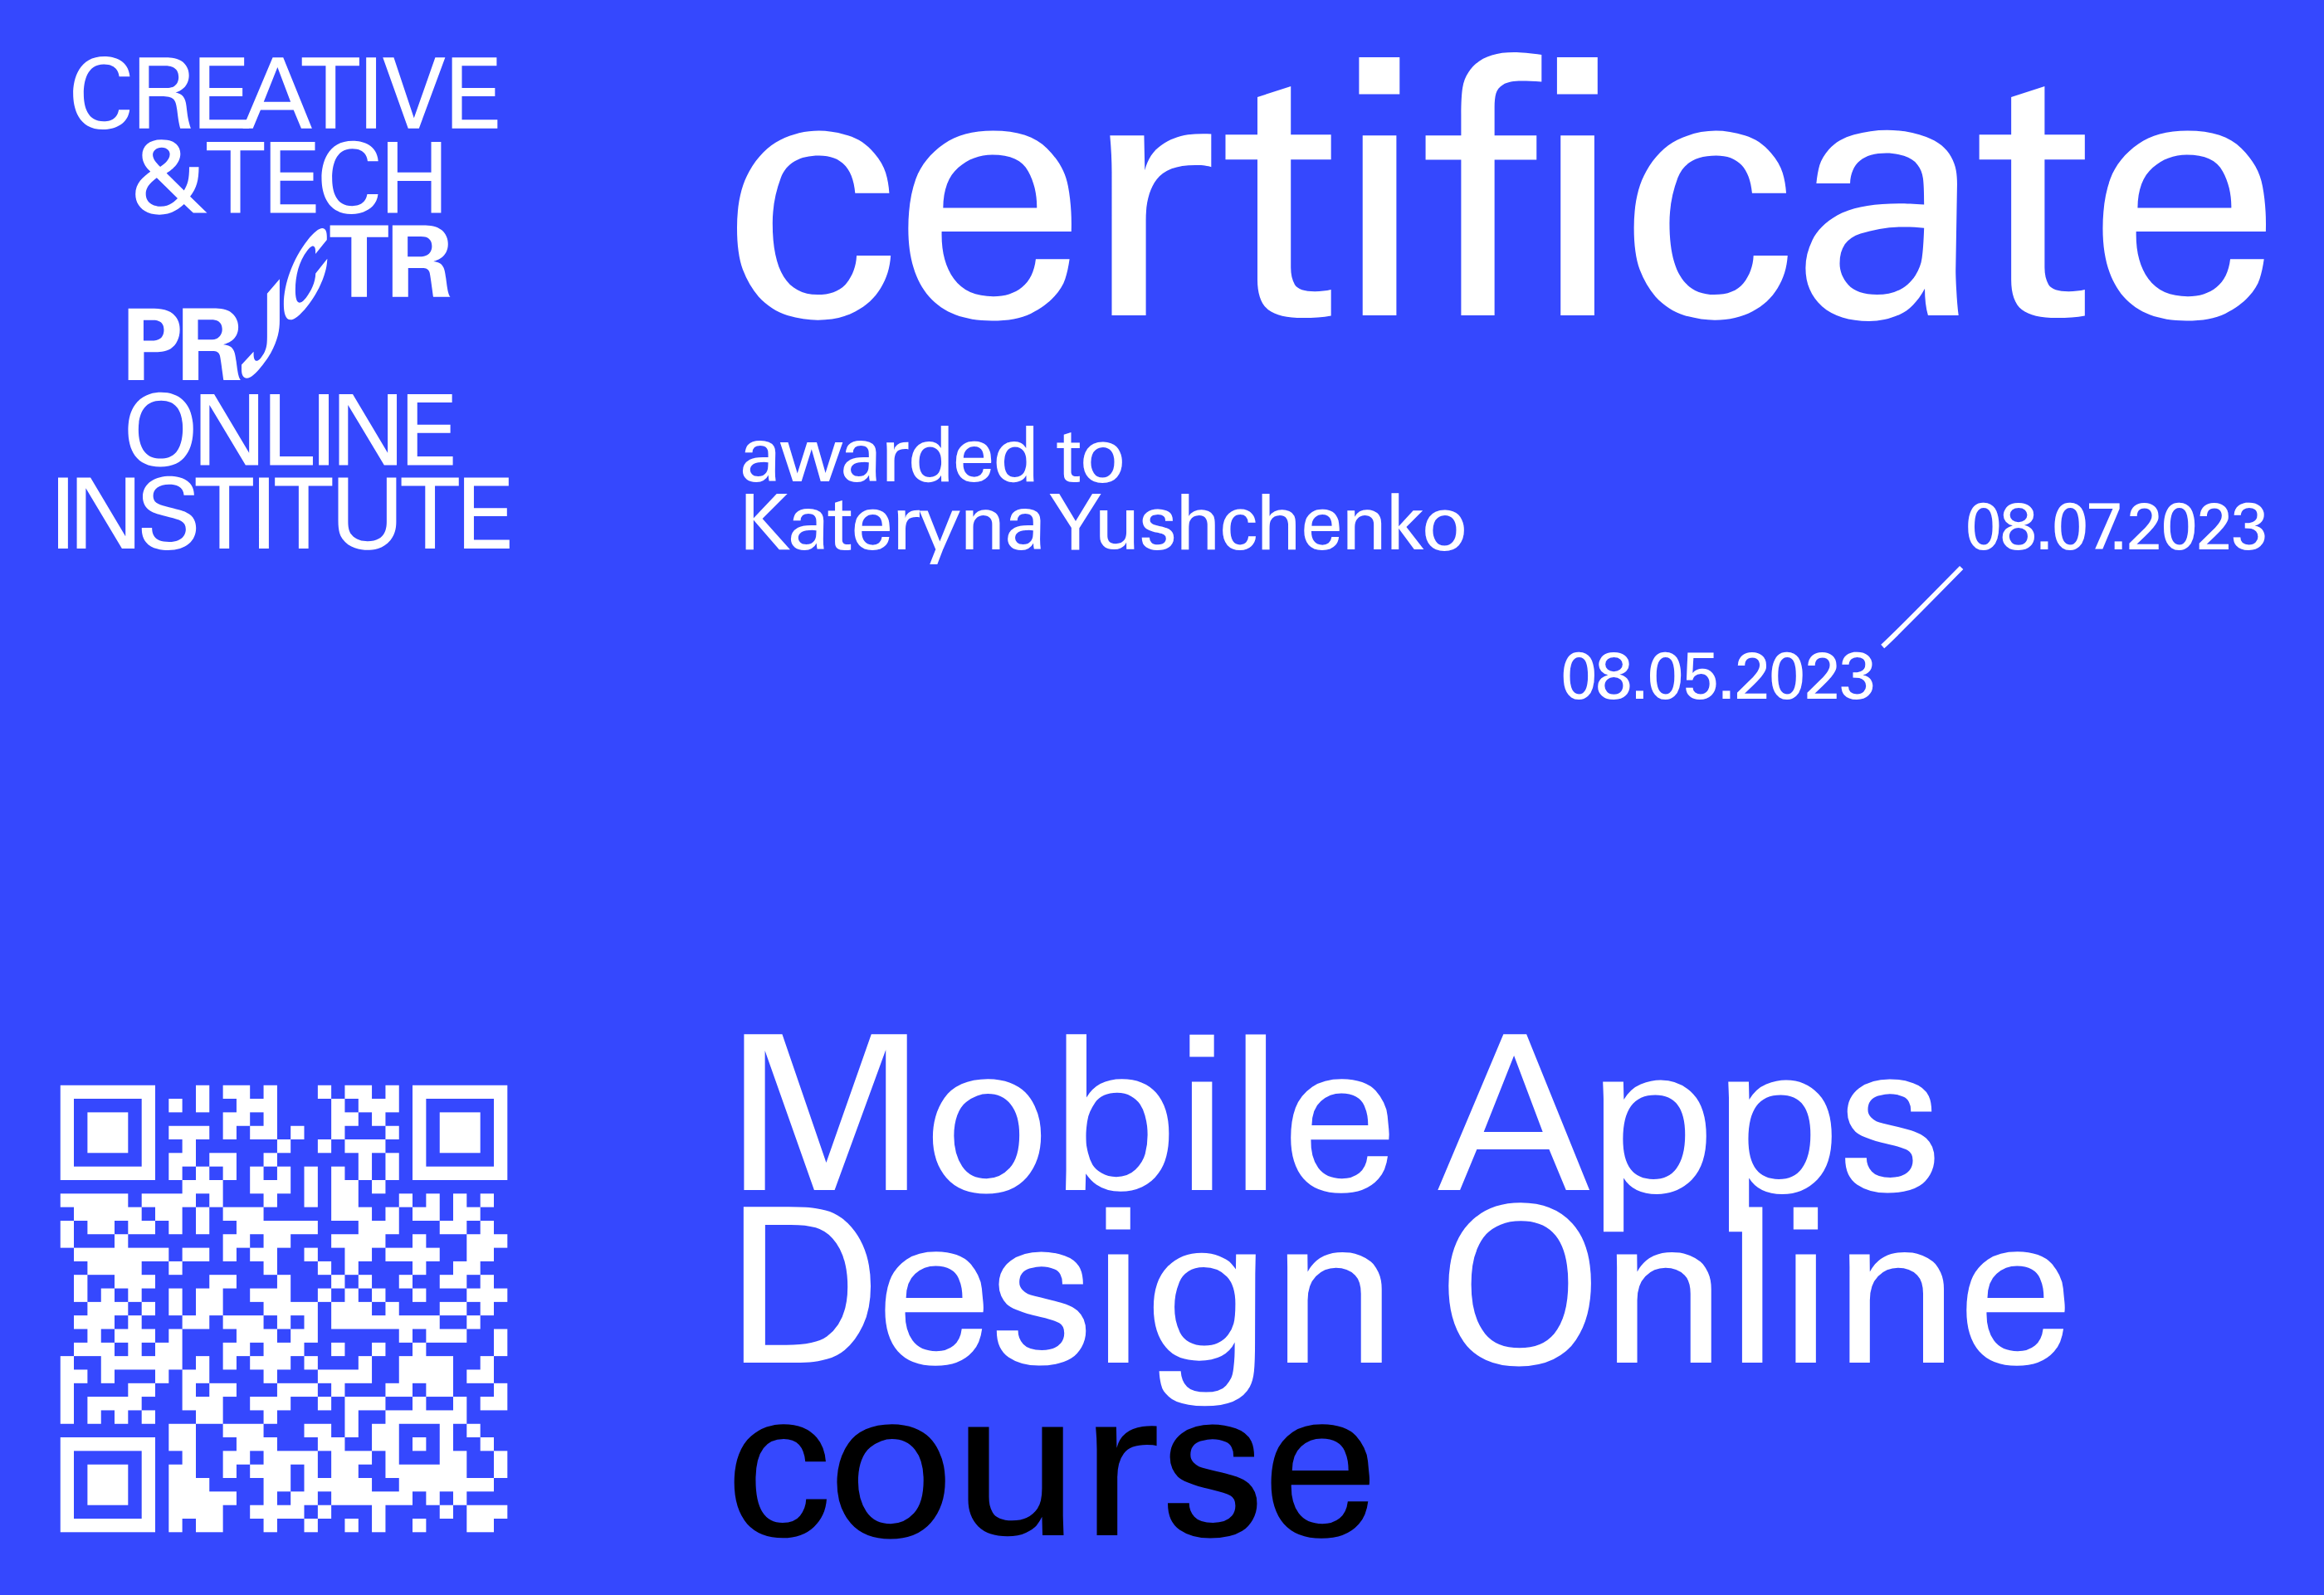 CREATIVE
&TECH
PRJCTR
ONLINE
INSTITUTE
certificate
awarded to
Kateryna Yushchenko
08.07.2023
08.05.2023
Mobile Apps
Design Online
course